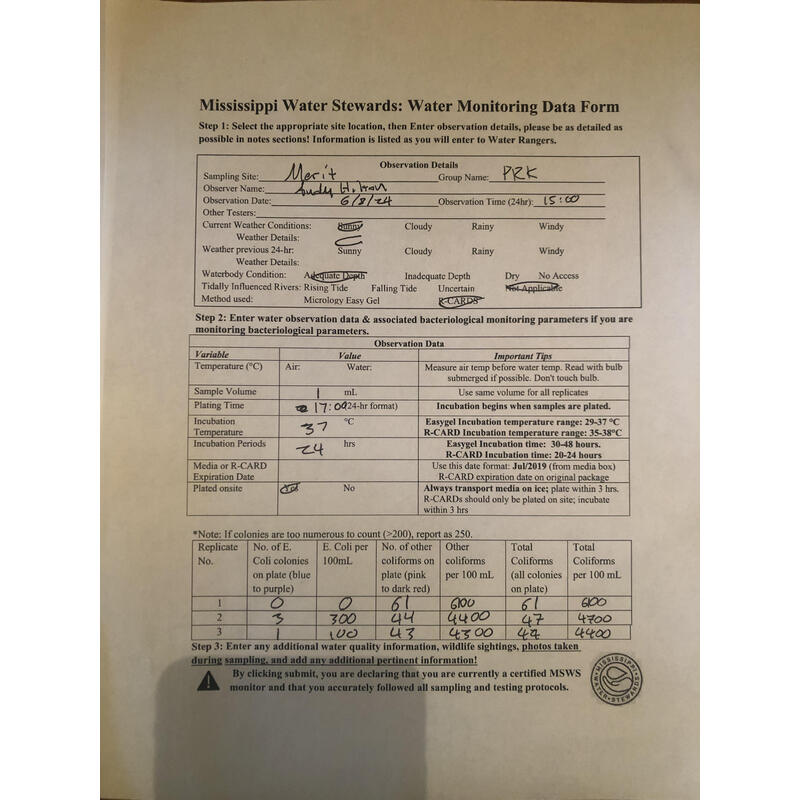 Mississippi Water Stewards: Water Monitoring Data Form
Step 1: Select the appropriate site location, then Enter observation details, please be as detailed as
possible in notes sections! Information is listed as you will enter to Water Rangers.
Observation Details
Sampling Site: Merit Group Name: PRK
Observer Name:
Observation Date: 6/8/24 Observation Time (24hr): 15:00
Other Testers:
Current Weather Conditions: Sunny Cloudy Rainy Windy
Weather Details:
Weather previous 24-hr: Sunny Cloudy Rainy Windy
Weather Details:
Waterbody Condition: Adequate Depth Inadequate Depth Dry No Access
Tidally Influenced Rivers: Rising Tide Falling Tide Uncertain Not Applicable
Method used: Micrology Easy Gel R-CARDS
Step 2: Enter water observation data & associated bacteriological monitoring parameters if you are
monitoring bacteriological parameters.
Observation Data
Variable Value Important Tips
Temperature (°C) Air: Water: Measure air temp before water temp. Read with bulb
submerged if possible. Don't touch bulb.
Sample Volume 1 mL Use same volume for all replicates
Plating Time 17:00 (24-hr format) Incubation begins when samples are plated.
Incubation 37 °C Easygel Incubation temperature range: 29-37 °C
Temperature R-CARD Incubation temperature range: 35-38°C
Incubation Periods 24 hrs Easygel Incubation time: 30-48 hours.
R-CARD Incubation time: 20-24 hours
Media or R-CARD Use this date format: Jul/2019 (from media box)
Expiration Date R-CARD expiration date on original package
Plated onsite Yes No Always transport media on ice; plate within 3 hrs.
R-CARDs should only be plated on site; incubate
within 3 hrs
*Note: If colonies are too numerous to count (>200), report as 250.
Replicate No. of E. E. Coli per No. of other Other Total Total
No. Coli colonies 100mL coliforms on coliforms Coliforms Coliforms
on plate (blue plate (pink per 100 mL (all colonies per 100 mL
to purple) to dark red) on plate)
1 0 0 61 6100 61 6100
2 3 300 44 4400 47 4700
3 1 100 43 4300 44 4400
Step 3: Enter any additional water quality information, wildlife sightings, photos taken
during sampling, and add any additional pertinent information!
By clicking submit, you are declaring that you are currently a certified MSWS
monitor and that you accurately followed all sampling and testing protocols.
MISSISSIPPI
WATER STEWARDS